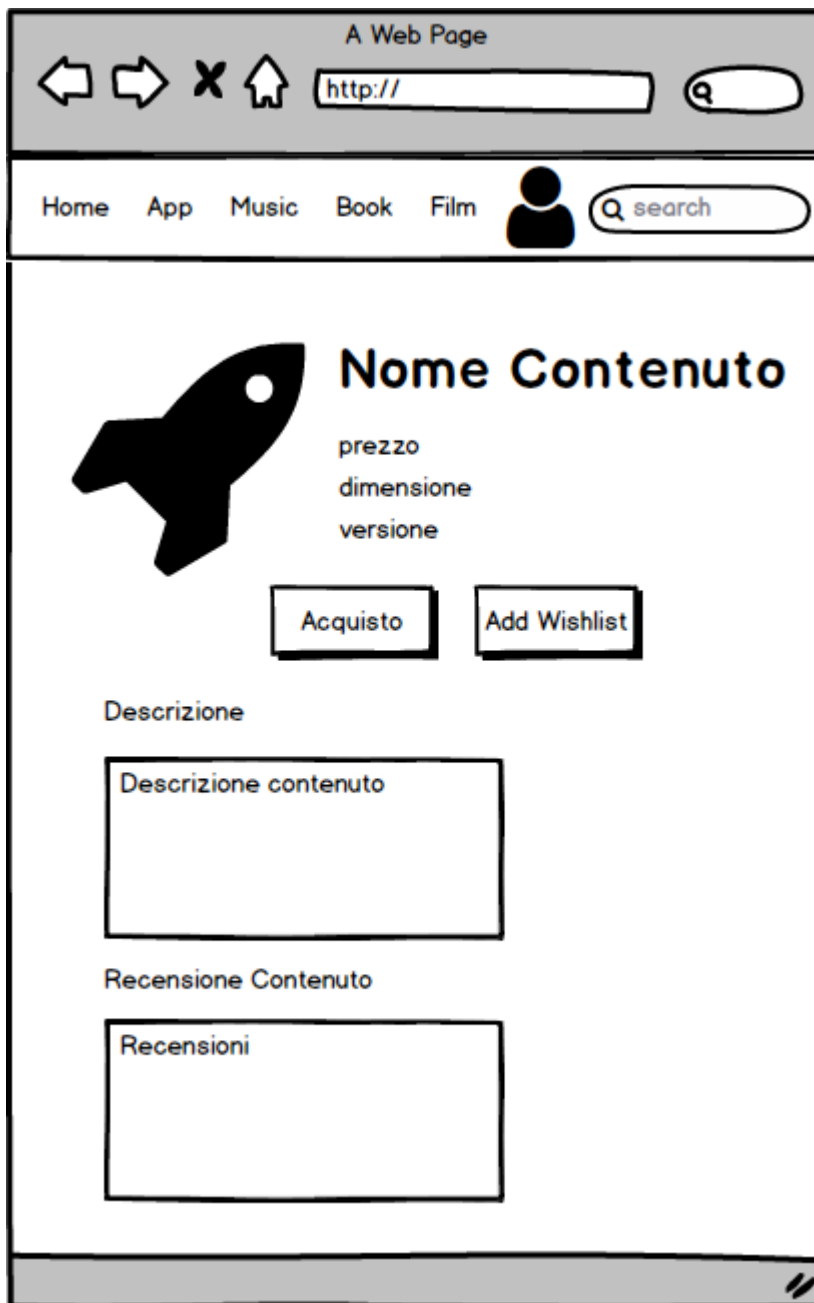 A Web Page
http://
Home App Music Book Film search
Nome Contenuto
prezzo
dimensione
versione
Acquisto Add Wishlist
Descrizione
Descrizione contenuto
Recensione Contenuto
Recensioni